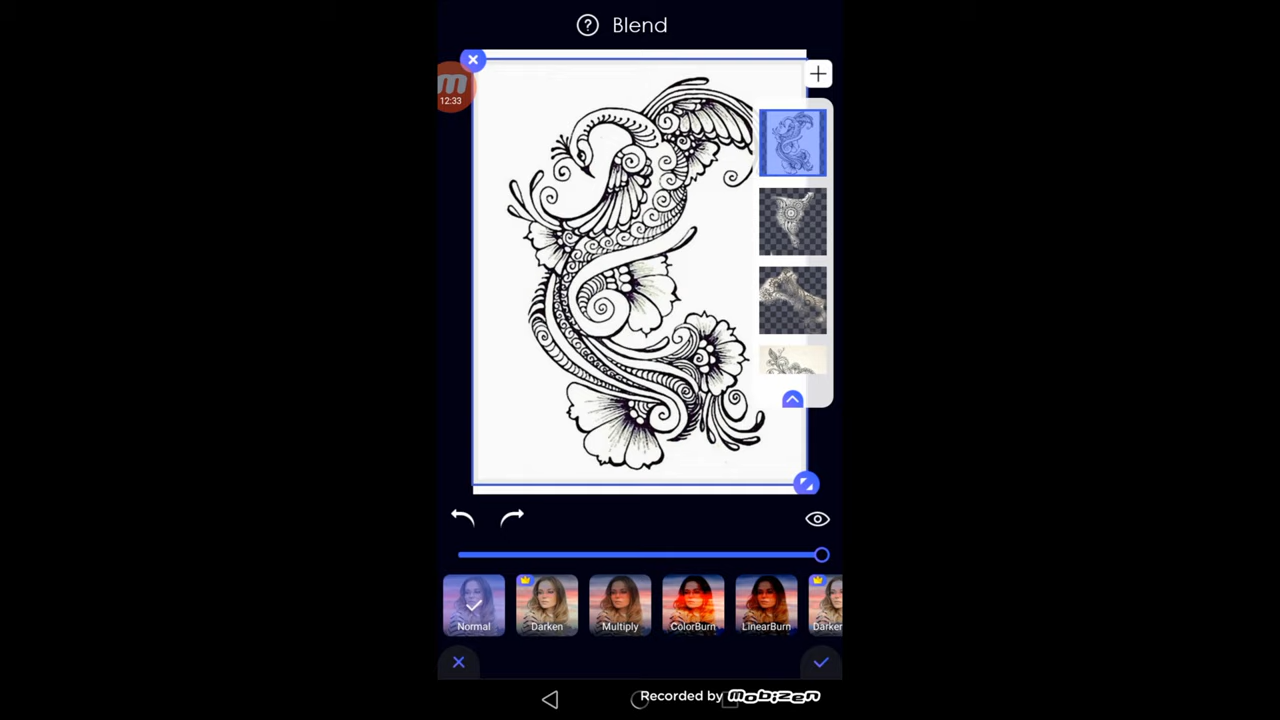 ? Blend
12:33
Normal
Darken
Multiply
ColorBurn
LinearBurn
Darker
Recorded by mobizen